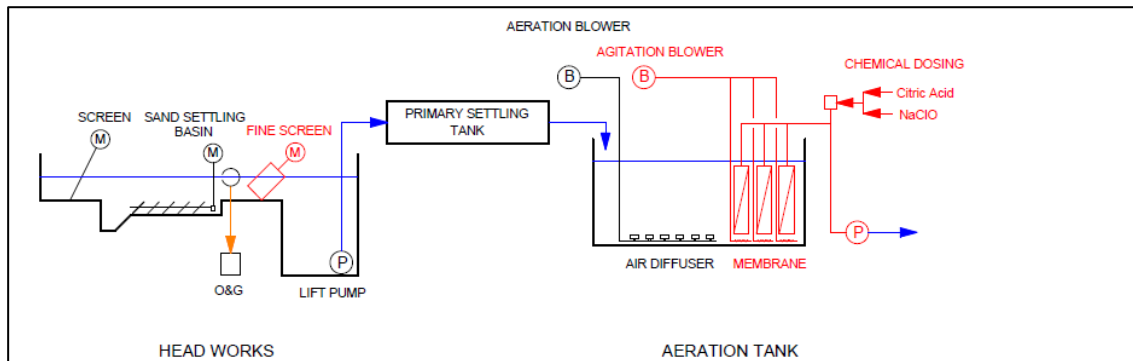 AERATION BLOWER
AGITATION BLOWER
CHEMICAL DOSING
B
B
Citric Acid
NaClO
SCREEN
SAND SETTLING
BASIN
FINE SCREEN
PRIMARY SETTLING
TANK
M
M
M
P
O&G
LIFT PUMP
AIR DIFFUSER
MEMBRANE
P
HEAD WORKS
AERATION TANK